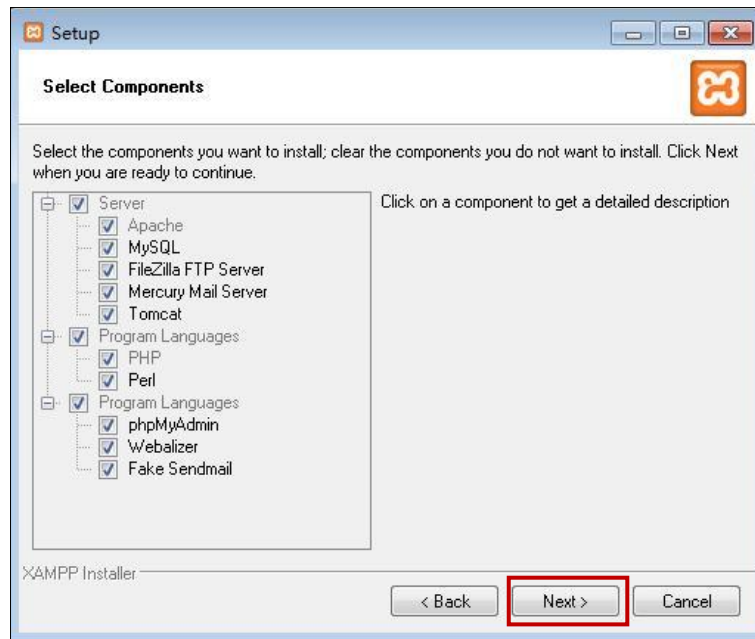 Setup
Select Components
Select the components you want to install; clear the components you do not want to install. Click Next
when you are ready to continue.
Server
Apache
MySQL
FileZilla FTP Server
Mercury Mail Server
Tomcat
Program Languages
PHP
Perl
Program Languages
phpMyAdmin
Webalizer
Fake Sendmail
Click on a component to get a detailed description
XAMPP Installer
< Back
Next >
Cancel